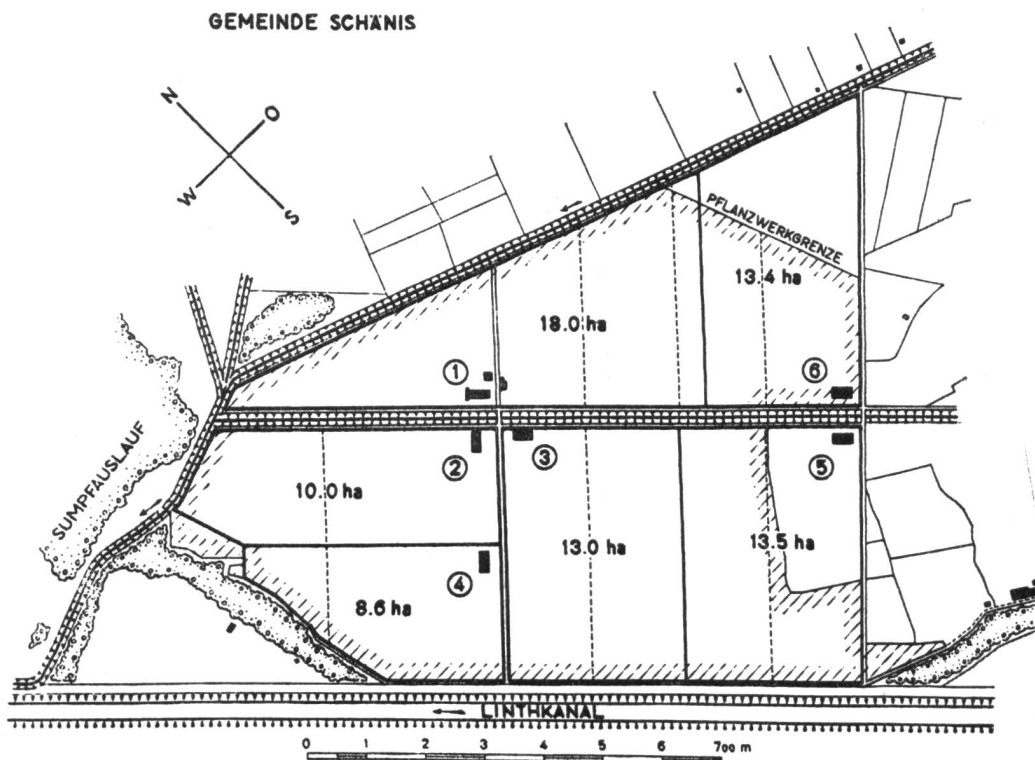 GEMEINDE SCHÄNIS
N
O
W
S
PFLANZWERKGRENZE
13.4 ha
18.0 ha
①
⑥
SUMPFAUSLAUF
②
③
⑤
10.0 ha
13.0 ha
13.5 ha
④
8.6 ha
LINTHKANAL
0 1 2 3 4 5 6 700 m